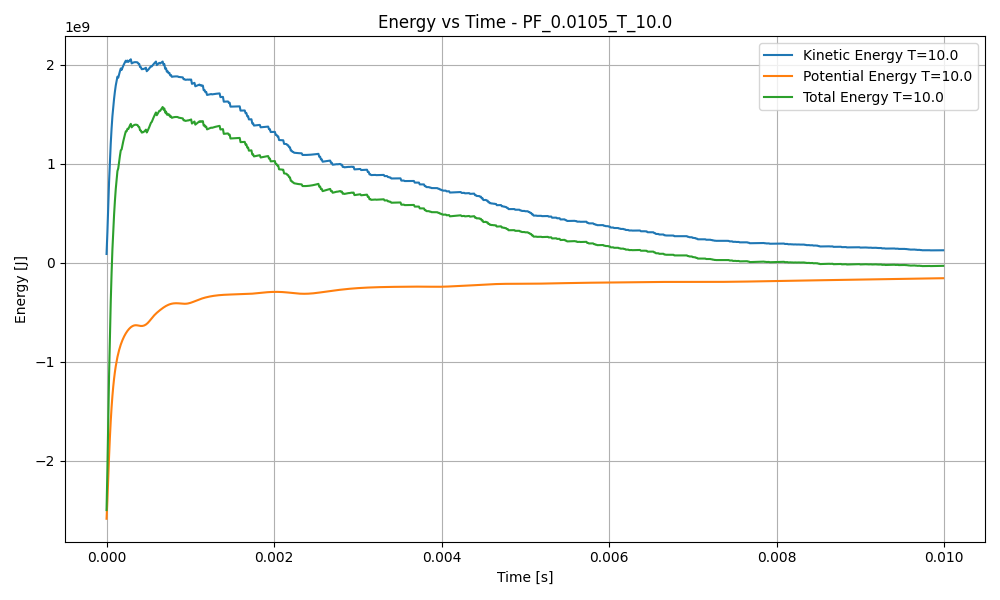 Energy vs Time - PF_0.0105_T_10.0
1e9
Kinetic Energy T=10.0
Potential Energy T=10.0
Total Energy T=10.0
Energy [J]
2
1
0
−1
−2
0.000 0.002 0.004 0.006 0.008 0.010
Time [s]